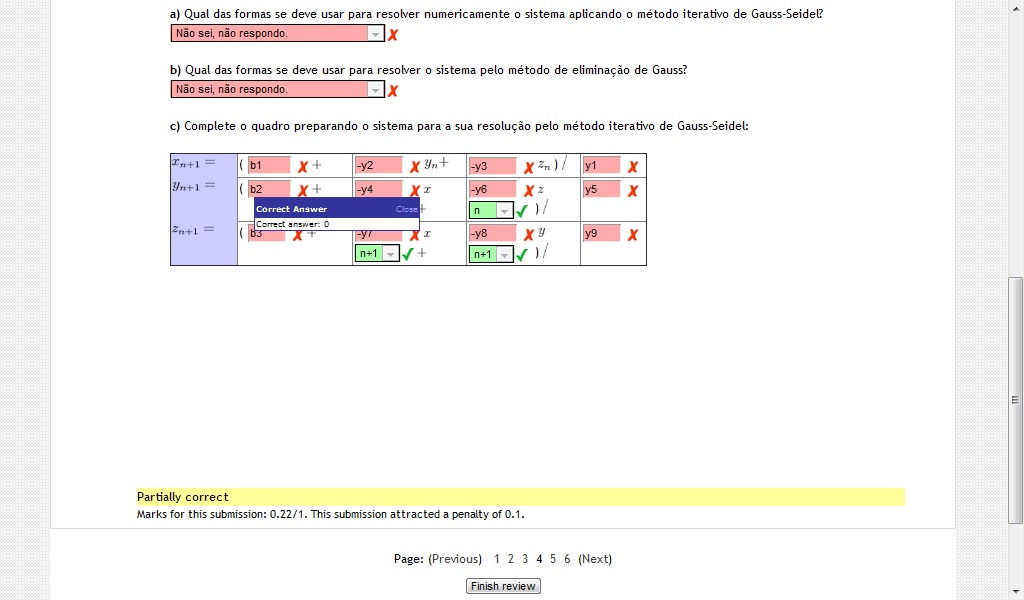 a) Qual das formas se deve usar para resolver numericamente o sistema aplicando o método iterativo de Gauss-Seidel?
Não sei, não respondo.
b) Qual das formas se deve usar para resolver o sistema pelo método de eliminação de Gauss?
Não sei, não respondo.
c) Complete o quadro preparando o sistema para a sua resolução pelo método iterativo de Gauss-Seidel:
xn+1 = ( b1 + -y2 yn+ -y3 zn ) / y1
yn+1 = ( b2 + -y4 x -y6 z y5
Correct Answer Close + n ) /
Correct answer: 0
zn+1 = ( b3 + -y7 x -y8 y y9
n+1 + n+1 ) /
Partially correct
Marks for this submission: 0.22/1. This submission attracted a penalty of 0.1.
Page: (Previous) 1 2 3 4 5 6 (Next)
Finish review